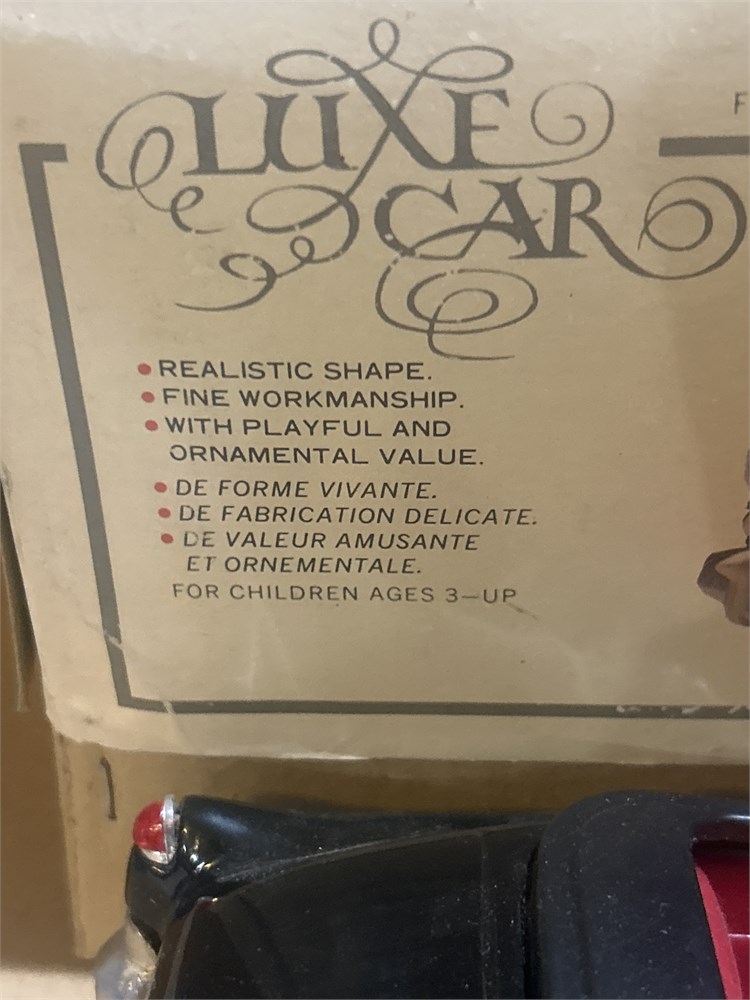 LUXE
CAR
F
• REALISTIC SHAPE.
• FINE WORKMANSHIP.
• WITH PLAYFUL AND
ORNAMENTAL VALUE.
• DE FORME VIVANTE.
• DE FABRICATION DELICATE.
• DE VALEUR AMUSANTE
ET ORNEMENTALE.
FOR CHILDREN AGES 3—UP